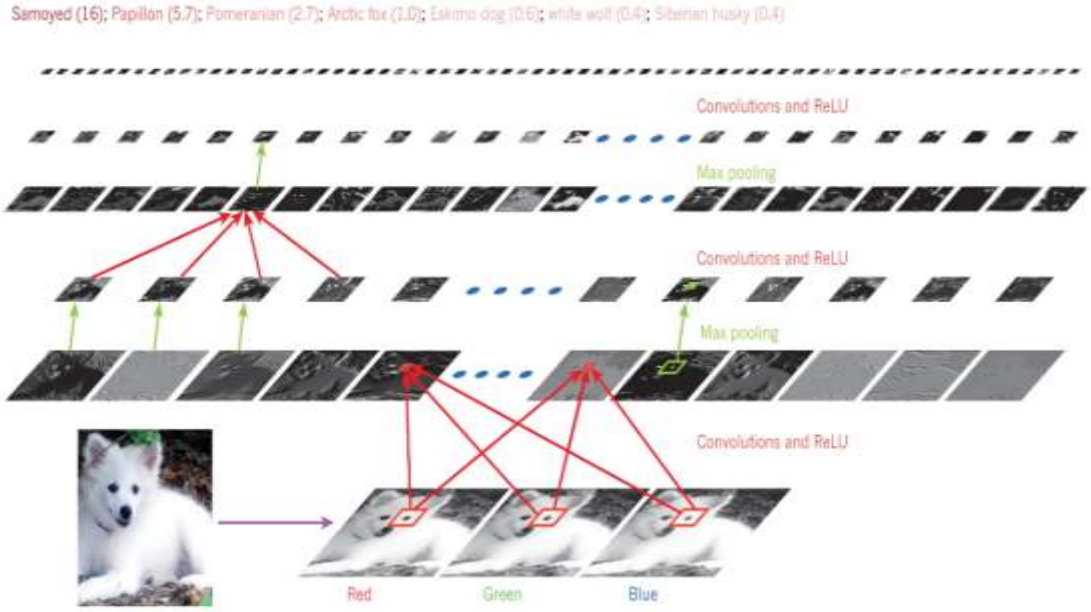 Samoyed (16); Papillon (5.7); Pomeranian (2.7); Arctic fox (1.0); Eskimo dog (0.6); white wolf (0.4); Siberian husky (0.4)
Convolutions and ReLU
Max pooling
Convolutions and ReLU
Max pooling
Convolutions and ReLU
Red Green Blue